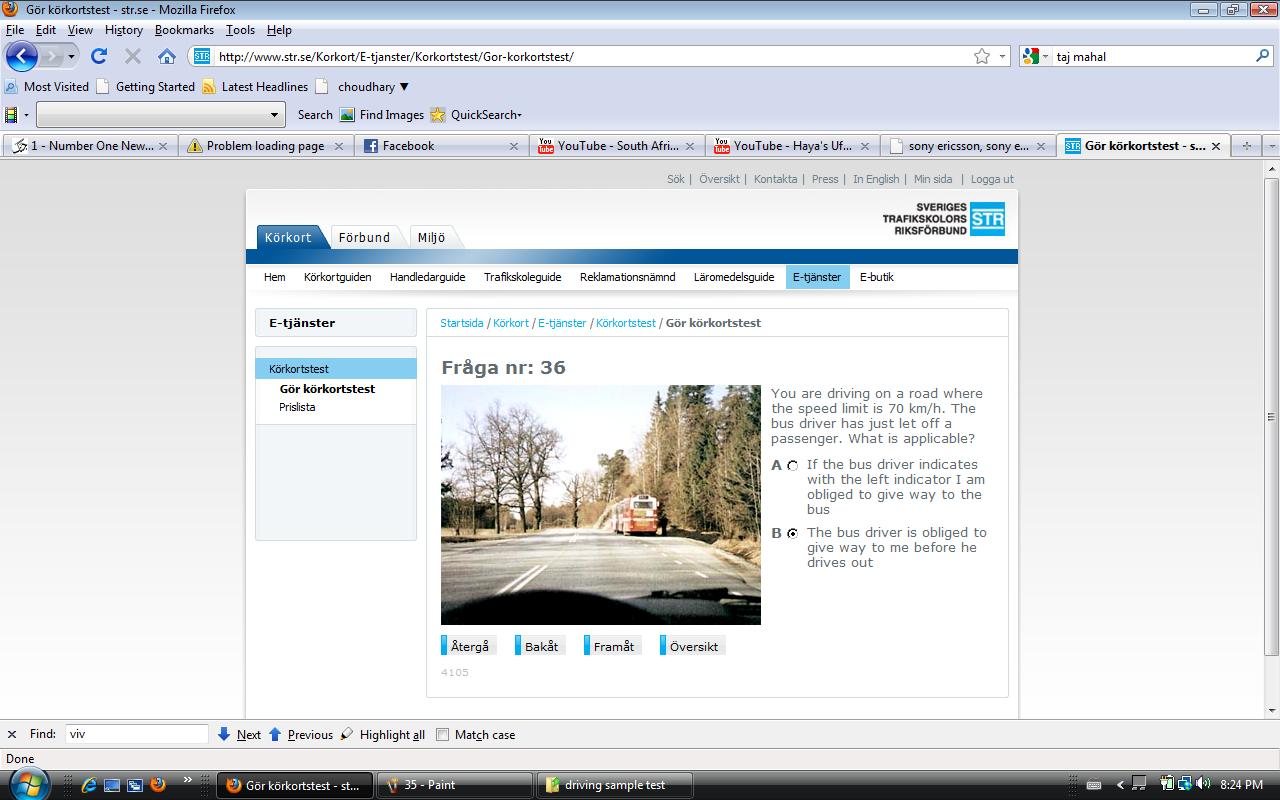 Gör körkortstest - str.se - Mozilla Firefox
File Edit View History Bookmarks Tools Help
STR http://www.str.se/Korkort/E-tjanster/Korkortstest/Gor-korkortstest/ taj mahal
Most Visited Getting Started Latest Headlines choudhary
Search Find Images QuickSearch
1 - Number One New... Problem loading page Facebook YouTube - South Afri... YouTube - Haya's Uf... sony ericsson, sony e... Gör körkortstest - s...
Sök | Översikt | Kontakta | Press | In English | Min sida | Logga ut
SVERIGES
TRAFIKSKOLORS
RIKSFÖRBUND
STR
Körkort Förbund Miljö
Hem Körkortguiden Handledarguide Trafikskoleguide Reklamationsnämnd Läromedelsguide E-tjänster E-butik
E-tjänster
Körkortstest
Gör körkortstest
Prislista
Startsida / Körkort / E-tjänster / Körkortstest / Gör körkortstest
Fråga nr: 36
You are driving on a road where
the speed limit is 70 km/h. The
bus driver has just let off a
passenger. What is applicable?
A If the bus driver indicates
with the left indicator I am
obliged to give way to the
bus
B The bus driver is obliged to
give way to me before he
drives out
Återgå Bakåt Framåt Översikt
4105
Find: viv Next Previous Highlight all Match case
Done
Gör körkortstest - st... 35 - Paint driving sample test 8:24 PM